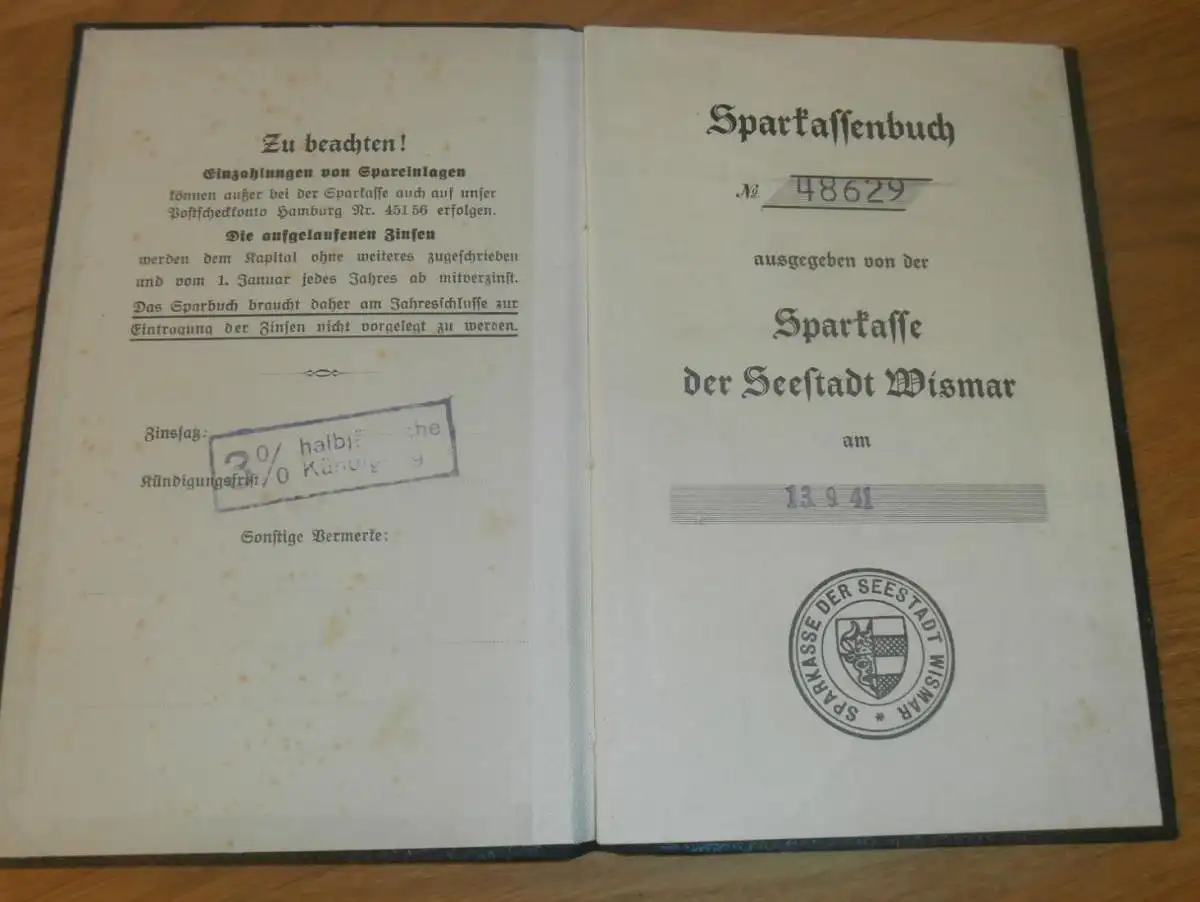 Zu beachten!
Einzahlungen von Spareinlagen
können außer bei der Sparkasse auch auf unser
Postscheckkonto Hamburg Nr. 45156 erfolgen.
Die aufgelaufenen Zinsen
werden dem Kapital ohne weiteres zugeschrieben
und vom 1. Januar jedes Jahres ab mitverzinst.
Das Sparbuch braucht daher am Jahresschlusse zur
Eintragung der Zinsen nicht vorgelegt zu werden.
Zinssatz:
3%
Kündigungsfrist:
Sonstige Vermerke:
Sparkassenbuch
№ 48629
ausgegeben von der
Sparkasse
der Seestadt Wismar
am
13 9 41
SPARKASSE DER SEESTADT WISMAR *